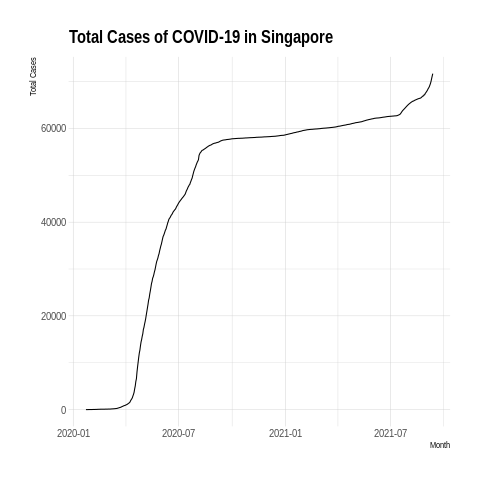 Total Cases of COVID-19 in Singapore
Total Cases
60000
40000
20000
0
2020-01 2020-07 2021-01 2021-07
Month